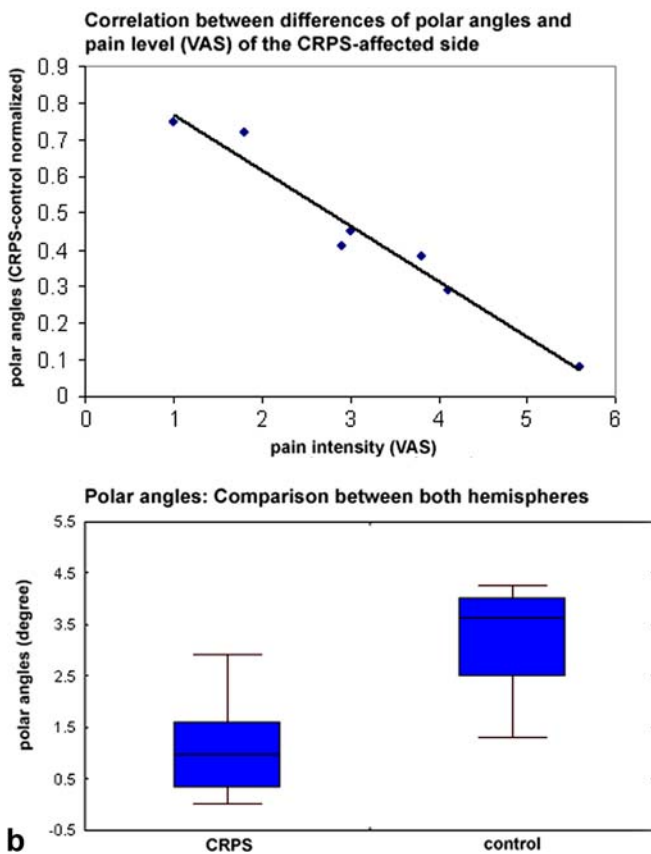 Correlation between differences of polar angles and
pain level (VAS) of the CRPS-affected side
polar angles (CRPS-control normalized)
0.9
0.8
0.7
0.6
0.5
0.4
0.3
0.2
0.1
0
0 1 2 3 4 5 6
pain intensity (VAS)
Polar angles: Comparison between both hemispheres
polar angles (degree)
5.5
4.5
3.5
2.5
1.5
0.5
-0.5
CRPS control
b